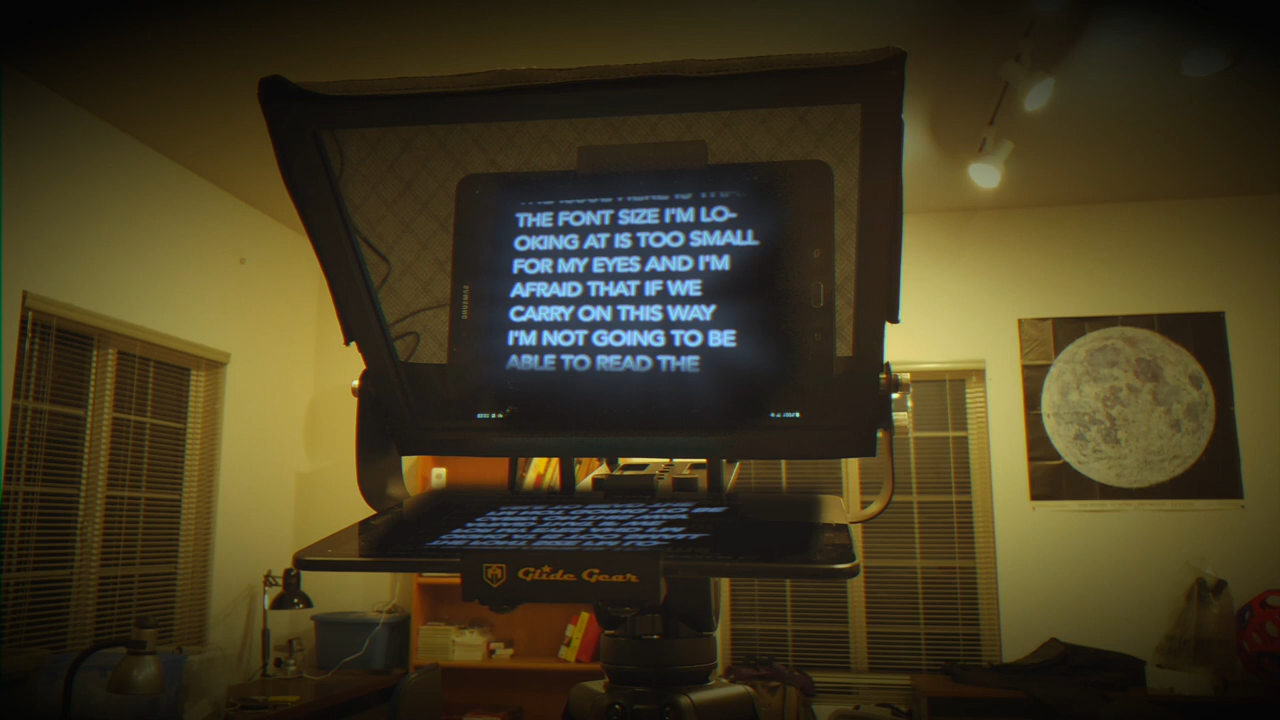 THE FONT SIZE I'M LO-
OKING AT IS TOO SMALL
FOR MY EYES AND I'M
AFRAID THAT IF WE
CARRY ON THIS WAY
I'M NOT GOING TO BE
ABLE TO READ THE
SAMSUNG
Glide Gear